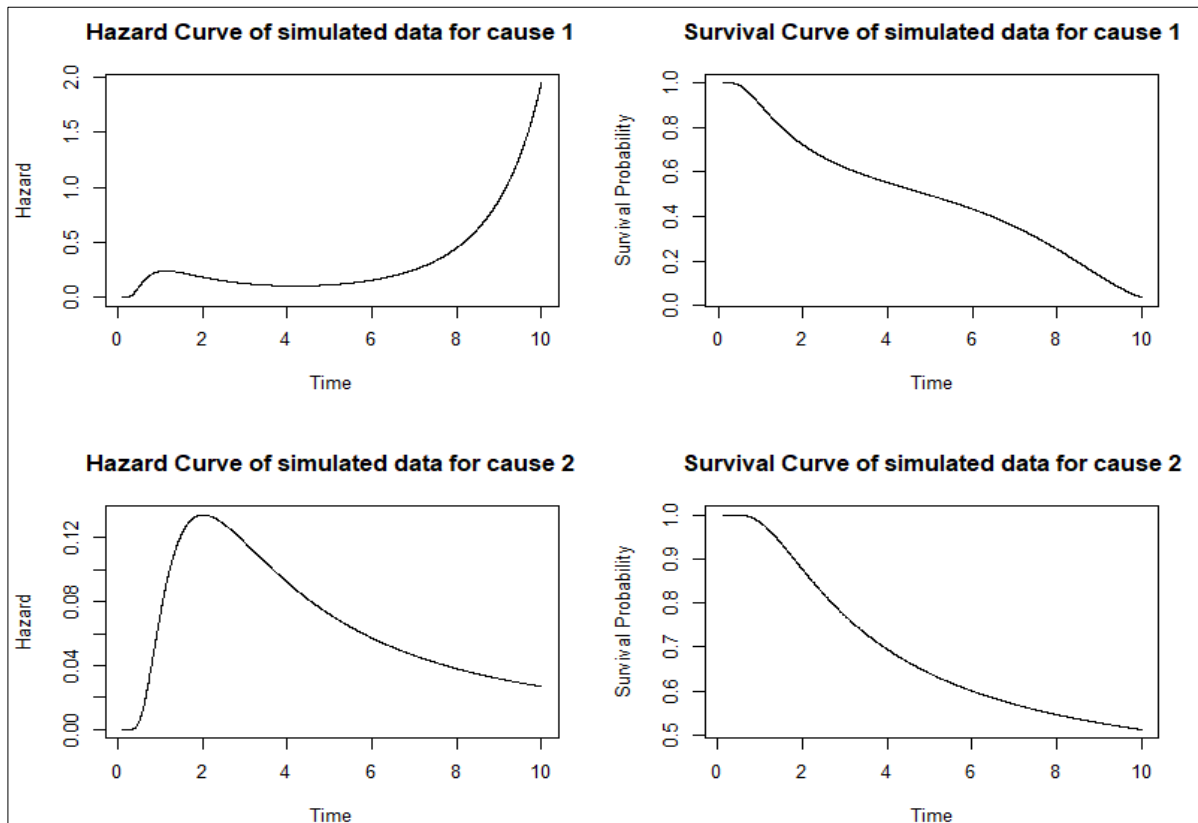 Hazard Curve of simulated data for cause 1
Hazard
2.0
1.5
1.0
0.5
0.0
0 2 4 6 8 10
Time
Survival Curve of simulated data for cause 1
Survival Probability
1.0
0.8
0.6
0.4
0.2
0.0
0 2 4 6 8 10
Time
Hazard Curve of simulated data for cause 2
Hazard
0.12
0.08
0.04
0.00
0 2 4 6 8 10
Time
Survival Curve of simulated data for cause 2
Survival Probability
1.0
0.9
0.8
0.7
0.6
0.5
0 2 4 6 8 10
Time